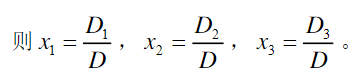 则 x₁ = D₁/D ， x₂ = D₂/D ， x₃ = D₃/D 。